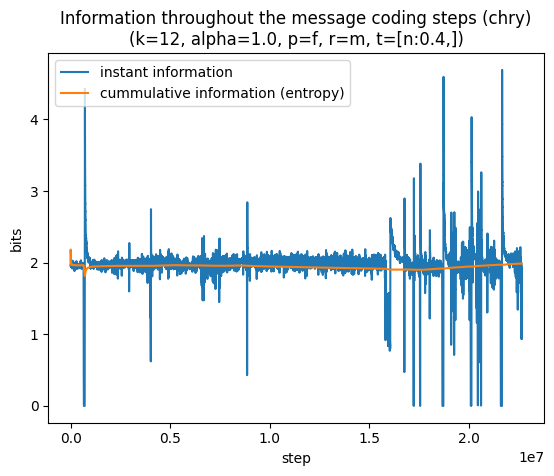 Information throughout the message coding steps (chry)
(k=12, alpha=1.0, p=f, r=m, t=[n:0.4,])
instant information
cummulative information (entropy)
4
3
2
1
0
bits
0.0 0.5 1.0 1.5 2.0
1e7
step